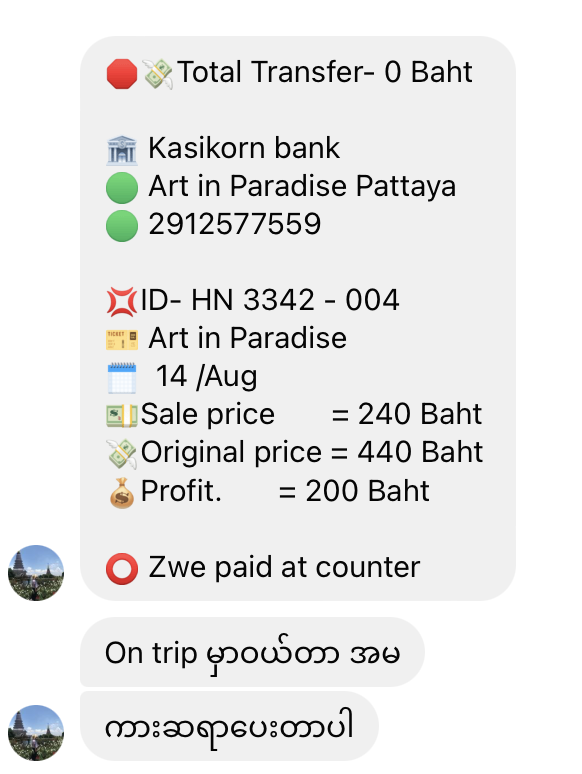 🛑💸Total Transfer- 0 Baht
🏦 Kasikorn bank
🟢 Art in Paradise Pattaya
🟢 2912577559
💢ID- HN 3342 - 004
🎫 Art in Paradise
🗓 14 /Aug
💵Sale price = 240 Baht
💸Original price = 440 Baht
💰Profit. = 200 Baht
⭕ Zwe paid at counter
On trip မှာဝယ်တာ အမ
ကားဆရာပေးတာပါ